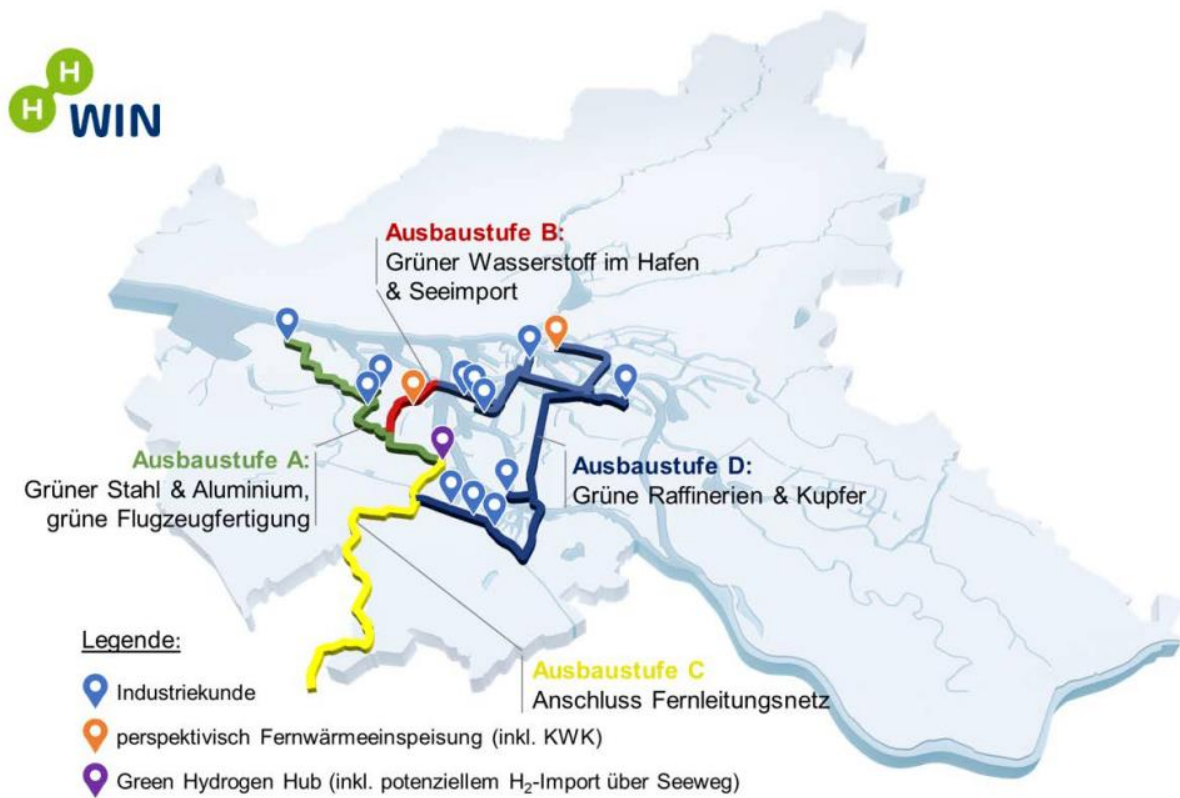 H
H
WIN
Ausbaustufe B:
Grüner Wasserstoff im Hafen
& Seeimport
Ausbaustufe A:
Grüner Stahl & Aluminium,
grüne Flugzeugfertigung
Ausbaustufe D:
Grüne Raffinerien & Kupfer
Ausbaustufe C
Anschluss Fernleitungsnetz
Legende:
Industriekunde
perspektivisch Fernwärmeeinspeisung (inkl. KWK)
Green Hydrogen Hub (inkl. potenziellem H₂-Import über Seeweg)